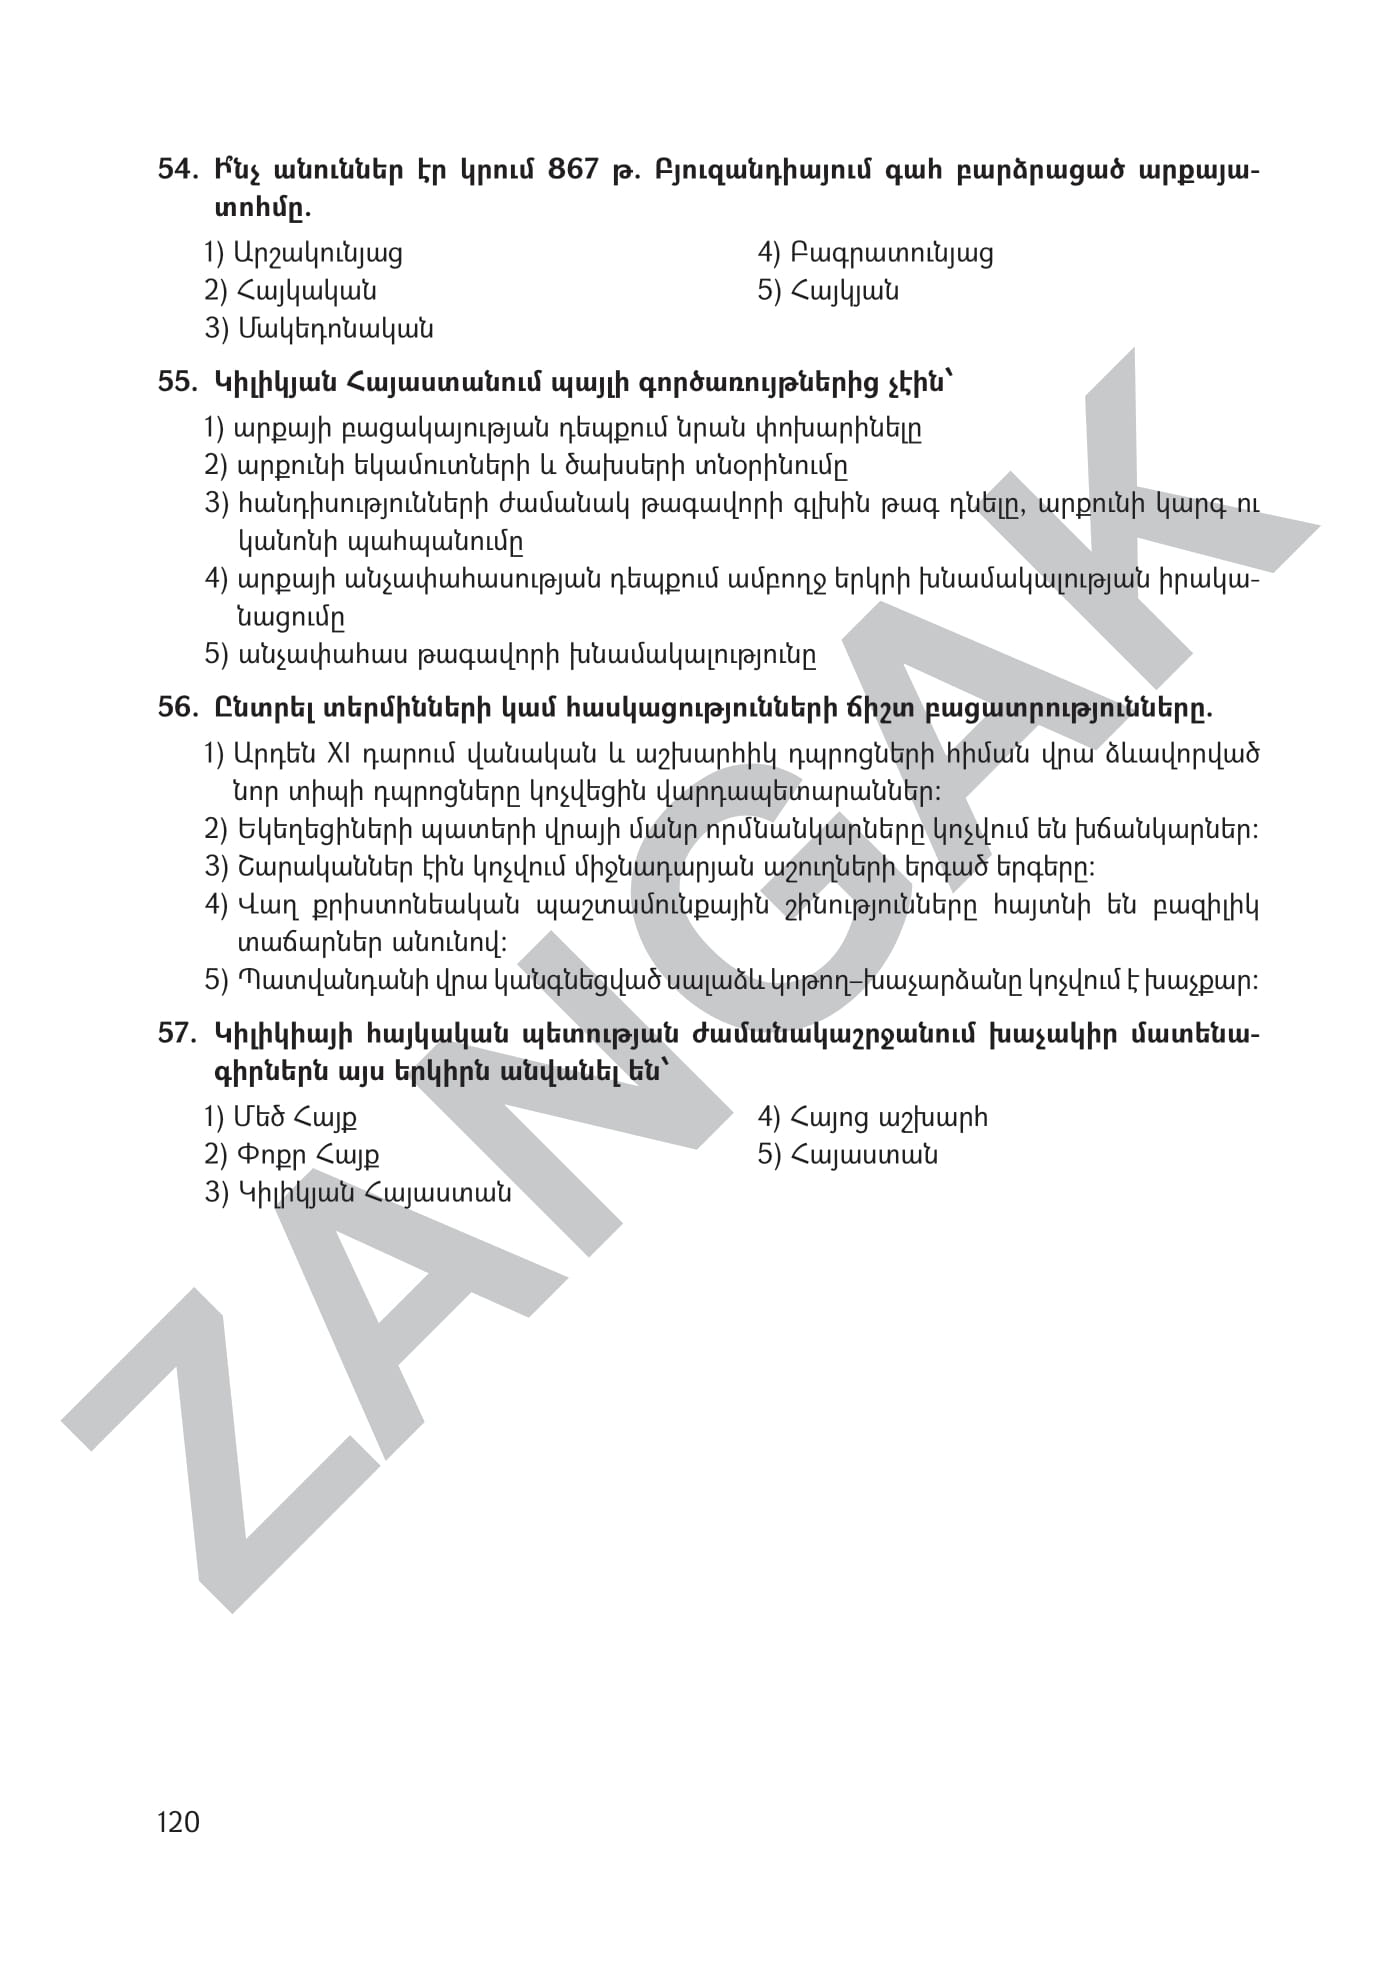 54. Ի՞նչ անուններ էր կրում 867 թ. Բյուզանդիայում գահ բարձրացած արքայա-
տոհմը.
1) Արշակունյաց
2) Հայկական
3) Մակեդոնական
4) Բագրատունյաց
5) Հայկյան
55. Կիլիկյան Հայաստանում պայլի գործառույթներից չէին՝
1) արքայի բացակայության դեպքում նրան փոխարինելը
2) արքունի եկամուտների և ծախսերի տնօրինումը
3) հանդիսությունների ժամանակ թագավորի գլխին թագ դնելը, արքունի կարգ ու
կանոնի պահպանումը
4) արքայի անչափահասության դեպքում ամբողջ երկրի խնամակալության իրակա-
նացումը
5) անչափահաս թագավորի խնամակալությունը
56. Ընտրել տերմինների կամ հասկացությունների ճիշտ բացատրությունները.
1) Արդեն XI դարում վանական և աշխարհիկ դպրոցների հիման վրա ձևավորված
նոր տիպի դպրոցները կոչվեցին վարդապետարաններ:
2) Եկեղեցիների պատերի վրայի մանր որմնանկարները կոչվում են խճանկարներ:
3) Շարականներ էին կոչվում միջնադարյան աշուղների երգած երգերը:
4) Վաղ քրիստոնեական պաշտամունքային շինությունները հայտնի են բազիլիկ
տաճարներ անունով:
5) Պատվանդանի վրա կանգնեցված սալաձև կոթող–խաչարձանը կոչվում է խաչքար:
57. Կիլիկիայի հայկական պետության ժամանակաշրջանում խաչակիր մատենա-
գիրներն այս երկիրն անվանել են՝
1) Մեծ Հայք
2) Փոքր Հայք
3) Կիլիկյան Հայաստան
4) Հայոց աշխարհ
5) Հայաստան
ZANGAK
120